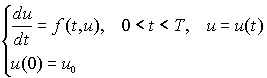 du/dt = f(t,u),   0 < t < T,   u = u(t)
u(0) = u₀